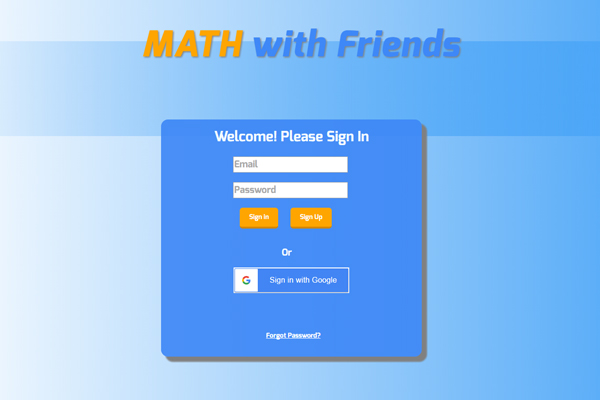 MATH with Friends
Welcome! Please Sign In
Email
Password
Sign In Sign Up
Or
G Sign in with Google
Forgot Password?